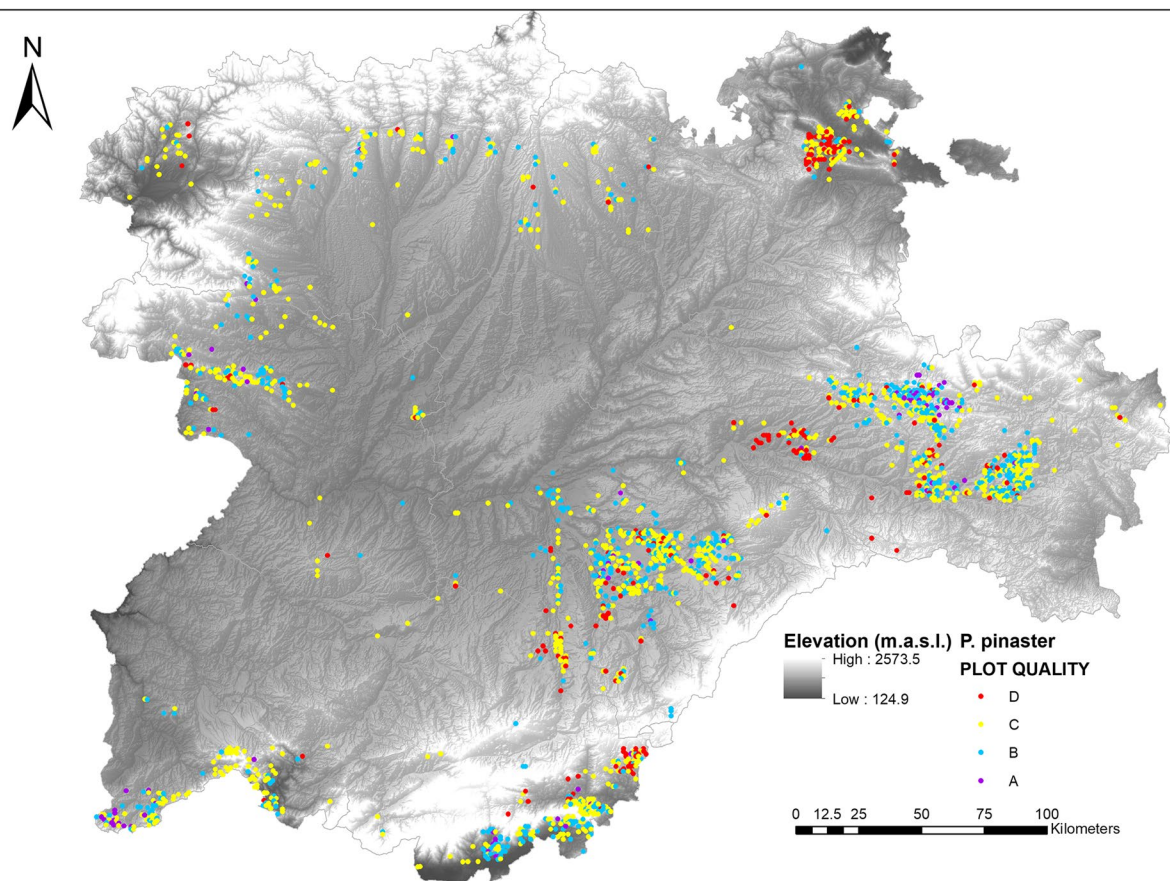 N
Elevation (m.a.s.l.) P. pinaster
High : 2573.5
Low : 124.9
PLOT QUALITY
D
C
B
A
0 12.5 25 50 75 100
Kilometers